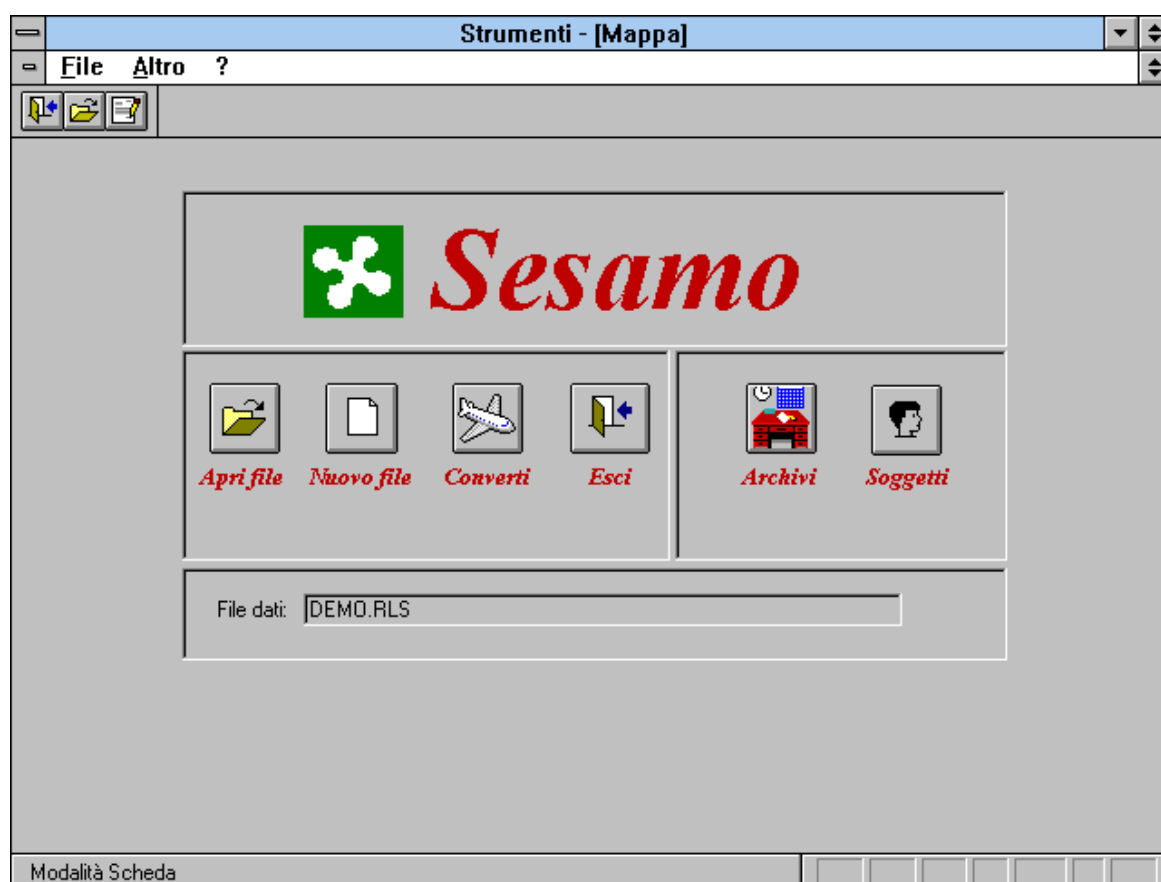 Strumenti - [Mappa]
File Altro ?
Sesamo
Apri file Nuovo file Converti Esci Archivi Soggetti
File dati: DEMO.RLS
Modalità Scheda